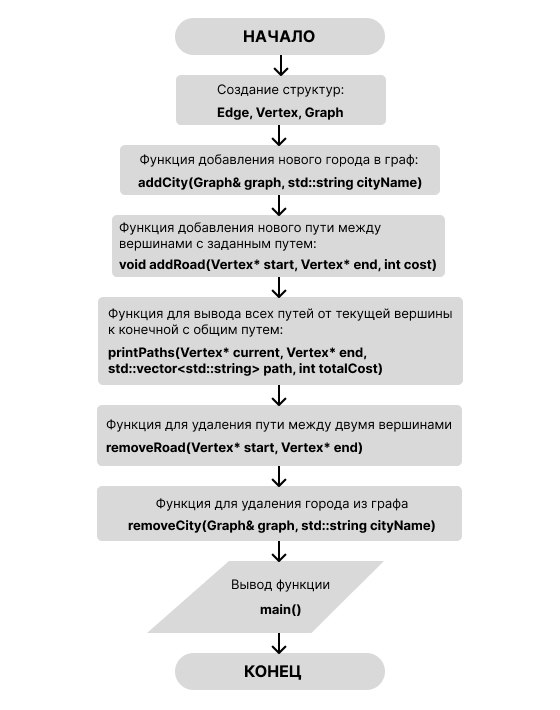 НАЧАЛО
Создание структур:
Edge, Vertex, Graph
Функция добавления нового города в граф:
addCity(Graph& graph, std::string cityName)
Функция добавления нового пути между
вершинами с заданным путем:
void addRoad(Vertex* start, Vertex* end, int cost)
Функция для вывода всех путей от текущей вершины
к конечной с общим путем:
printPaths(Vertex* current, Vertex* end,
std::vector<std::string> path, int totalCost)
Функция для удаления пути между двумя вершинами
removeRoad(Vertex* start, Vertex* end)
Функция для удаления города из графа
removeCity(Graph& graph, std::string cityName)
Вывод функции
main()
КОНЕЦ